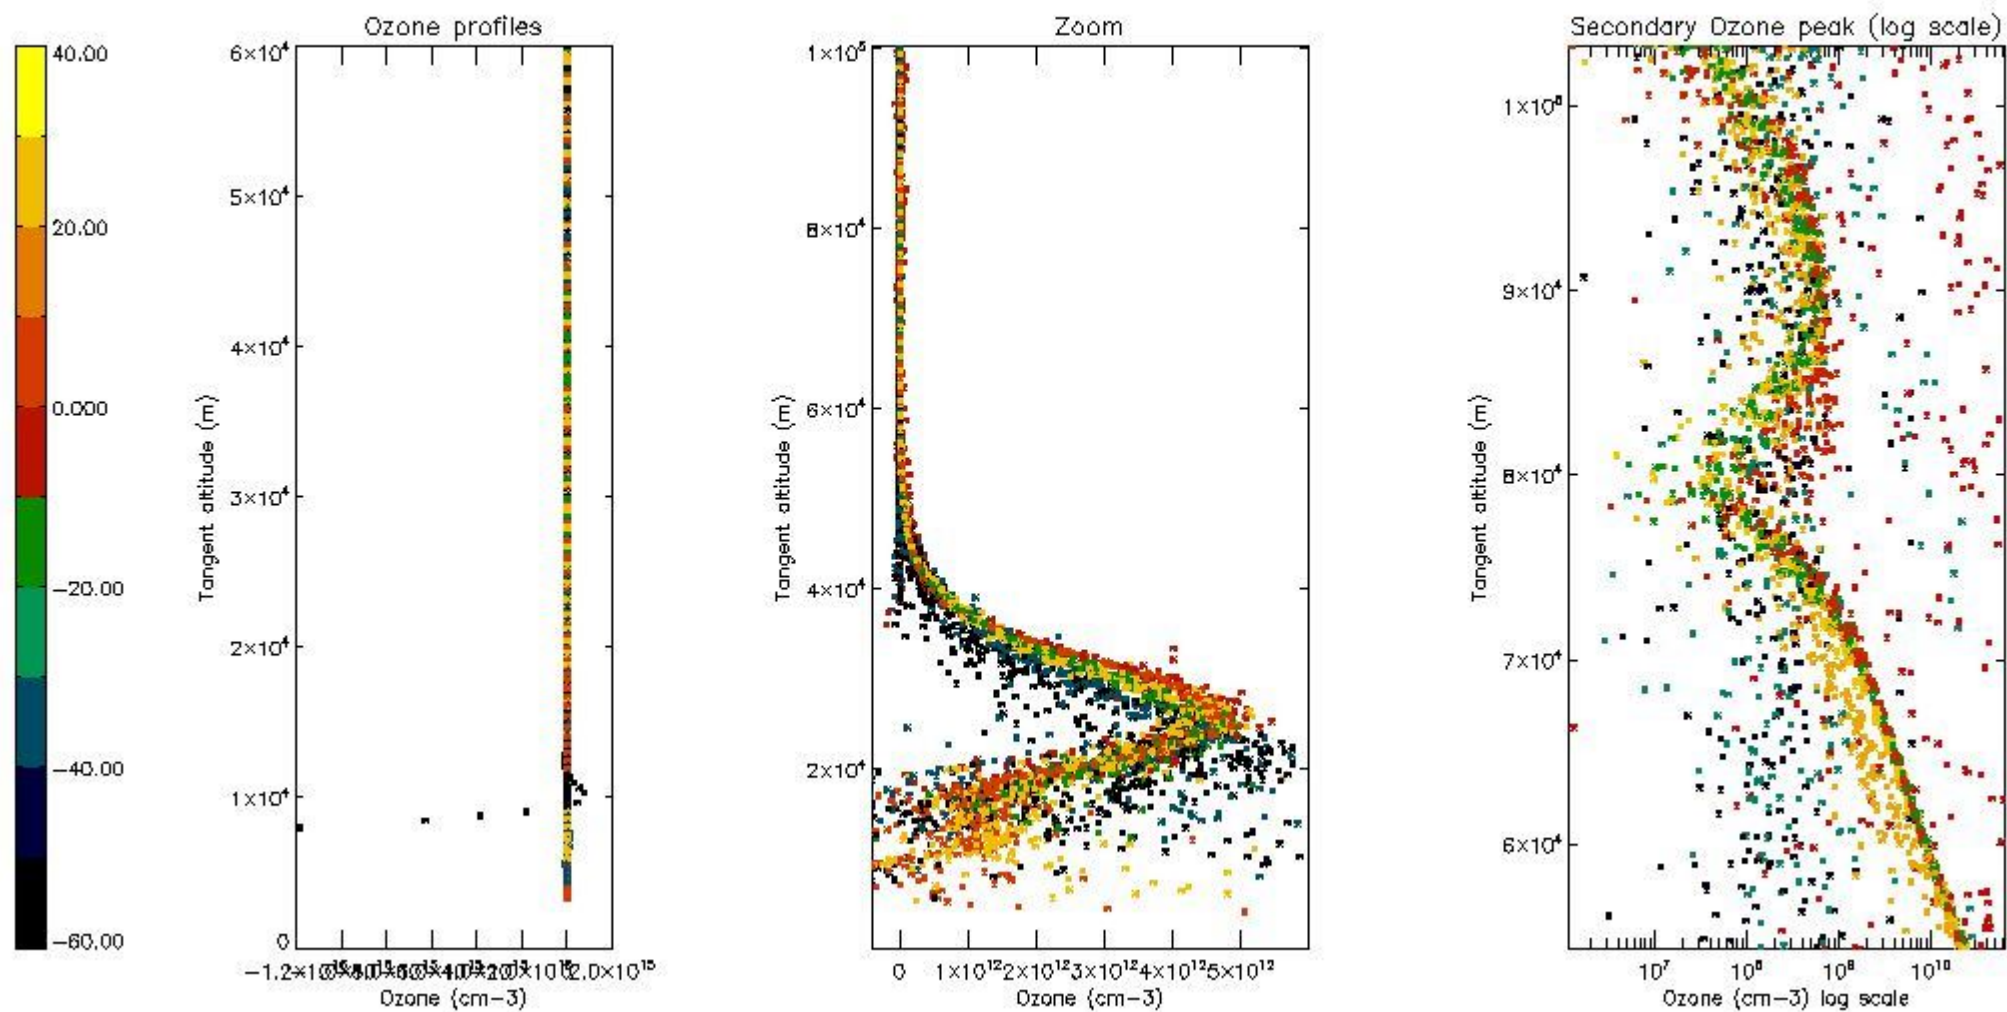 Ozone profiles
Zoom
Secondary Ozone peak (log scale)
40.00
20.00
0.000
−20.00
−40.00
−60.00
6×10⁴
5×10⁴
4×10⁴
3×10⁴
2×10⁴
1×10⁴
0
Tangent altitude (m)
2.0×10¹⁵
Ozone (cm−3)
1×10⁵
8×10⁴
6×10⁴
4×10⁴
2×10⁴
Tangent altitude (m)
0 1×10¹² 2×10¹² 3×10¹² 4×10¹² 5×10¹²
Ozone (cm−3)
1×10⁵
9×10⁴
8×10⁴
7×10⁴
6×10⁴
Tangent altitude (m)
10⁷ 10⁸ 10⁹ 10¹⁰
Ozone (cm−3) log scale